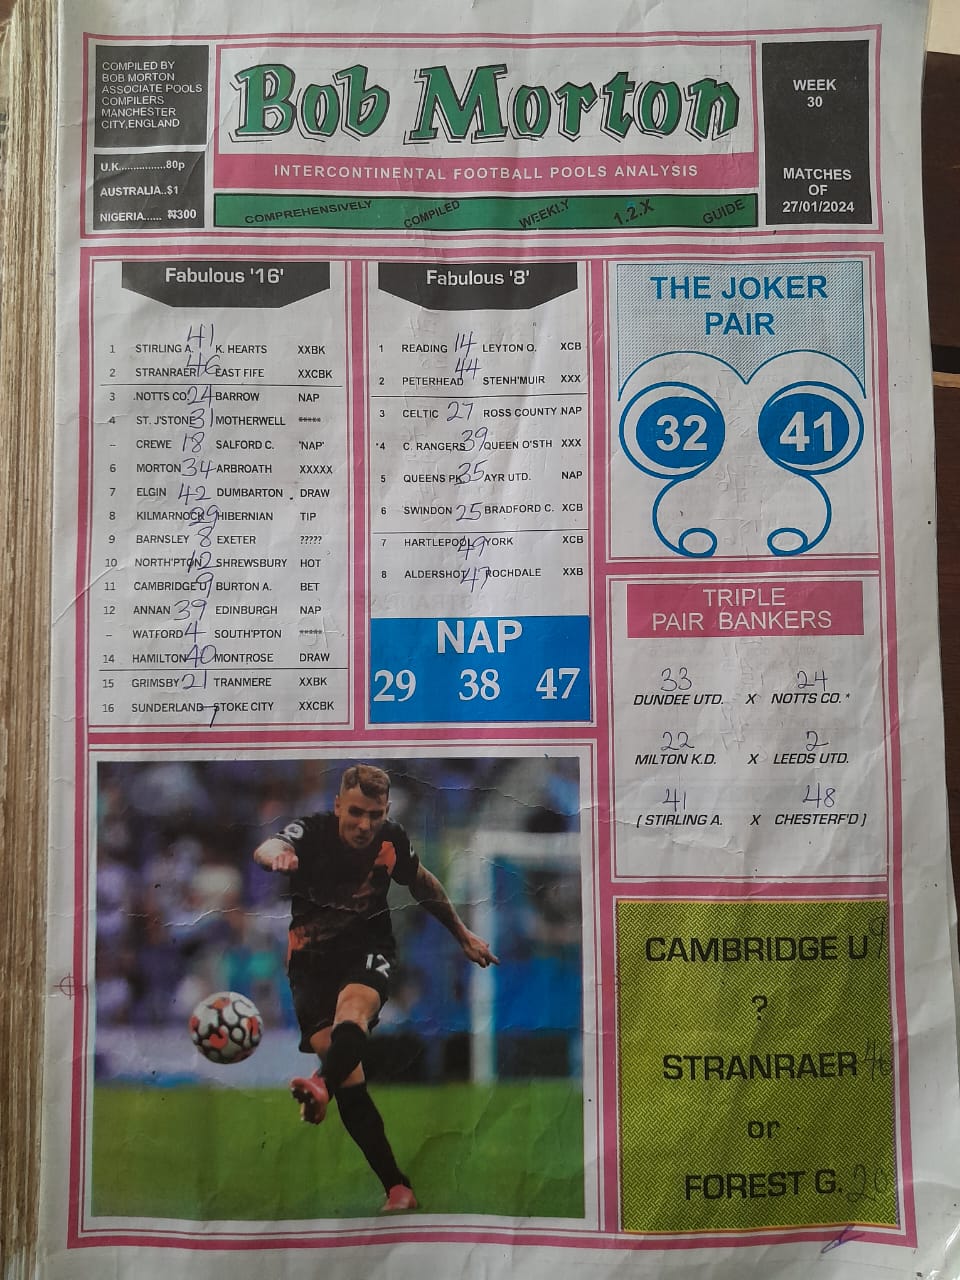 COMPILED BY
BOB MORTON
ASSOCIATE POOLS
COMPILERS
MANCHESTER
CITY,ENGLAND
U.K................80p
AUSTRALIA..$1
NIGERIA...... ₦300
Bob Morton
INTERCONTINENTAL FOOTBALL POOLS ANALYSIS
COMPREHENSIVELY COMPILED WEEKLY 1.2.X GUIDE
WEEK
30
MATCHES
OF
27/01/2024
Fabulous '16'
1 STIRLING A. 41 K. HEARTS XXBK
2 STRANRAER 46 EAST FIFE XXCBK
3 .NOTTS CO. 24 BARROW NAP
4 ST. J'STONE 31 MOTHERWELL *****
– CREWE 18 SALFORD C. 'NAP'
6 MORTON 34 ARBROATH XXXXX
7 ELGIN 42 DUMBARTON . DRAW
8 KILMARNOCK 29 HIBERNIAN TIP
9 BARNSLEY 8 EXETER ?????
10 NORTH'PTON 12 SHREWSBURY HOT
11 CAMBRIDGE U 9 BURTON A. BET
12 ANNAN 39 EDINBURGH NAP
– WATFORD 4 SOUTH'PTON *****
14 HAMILTON 40 MONTROSE DRAW
15 GRIMSBY 21 TRANMERE XXBK
16 SUNDERLAND 7 STOKE CITY XXCBK
Fabulous '8'
1 READING 14 LEYTON O. XCB
2 PETERHEAD 44 STENH'MUIR XXX
3 CELTIC 27 ROSS COUNTY NAP
'4 C. RANGERS 39 QUEEN O'STH XXX
5 QUEENS PK 35 AYR UTD. NAP
6 SWINDON 25 BRADFORD C. XCB
7 HARTLEPOOL 49 YORK XCB
8 ALDERSHOT 47 ROCHDALE XXB
NAP
29 38 47
THE JOKER
PAIR
32 41
TRIPLE
PAIR BANKERS
33 24
DUNDEE UTD. X NOTTS CO.*
22 2
MILTON K.D. X LEEDS UTD.
41 48
[ STIRLING A. X CHESTERF'D ]
12
CAMBRIDGE U 9
?
STRANRAER 46
or
FOREST G. 20